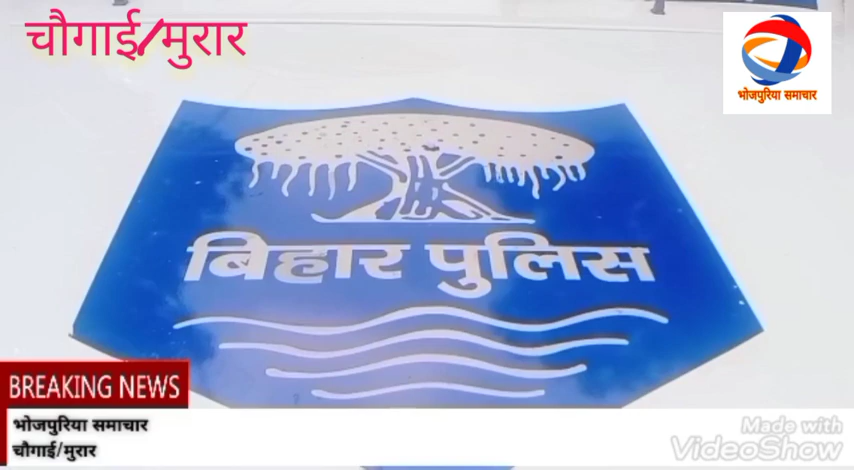 चौगाई/मुरार
भोजपुरिया समाचार
बिहार पुलिस
BREAKING NEWS
भोजपुरिया समाचार
चौगाई/मुरार
Made with
VideoShow